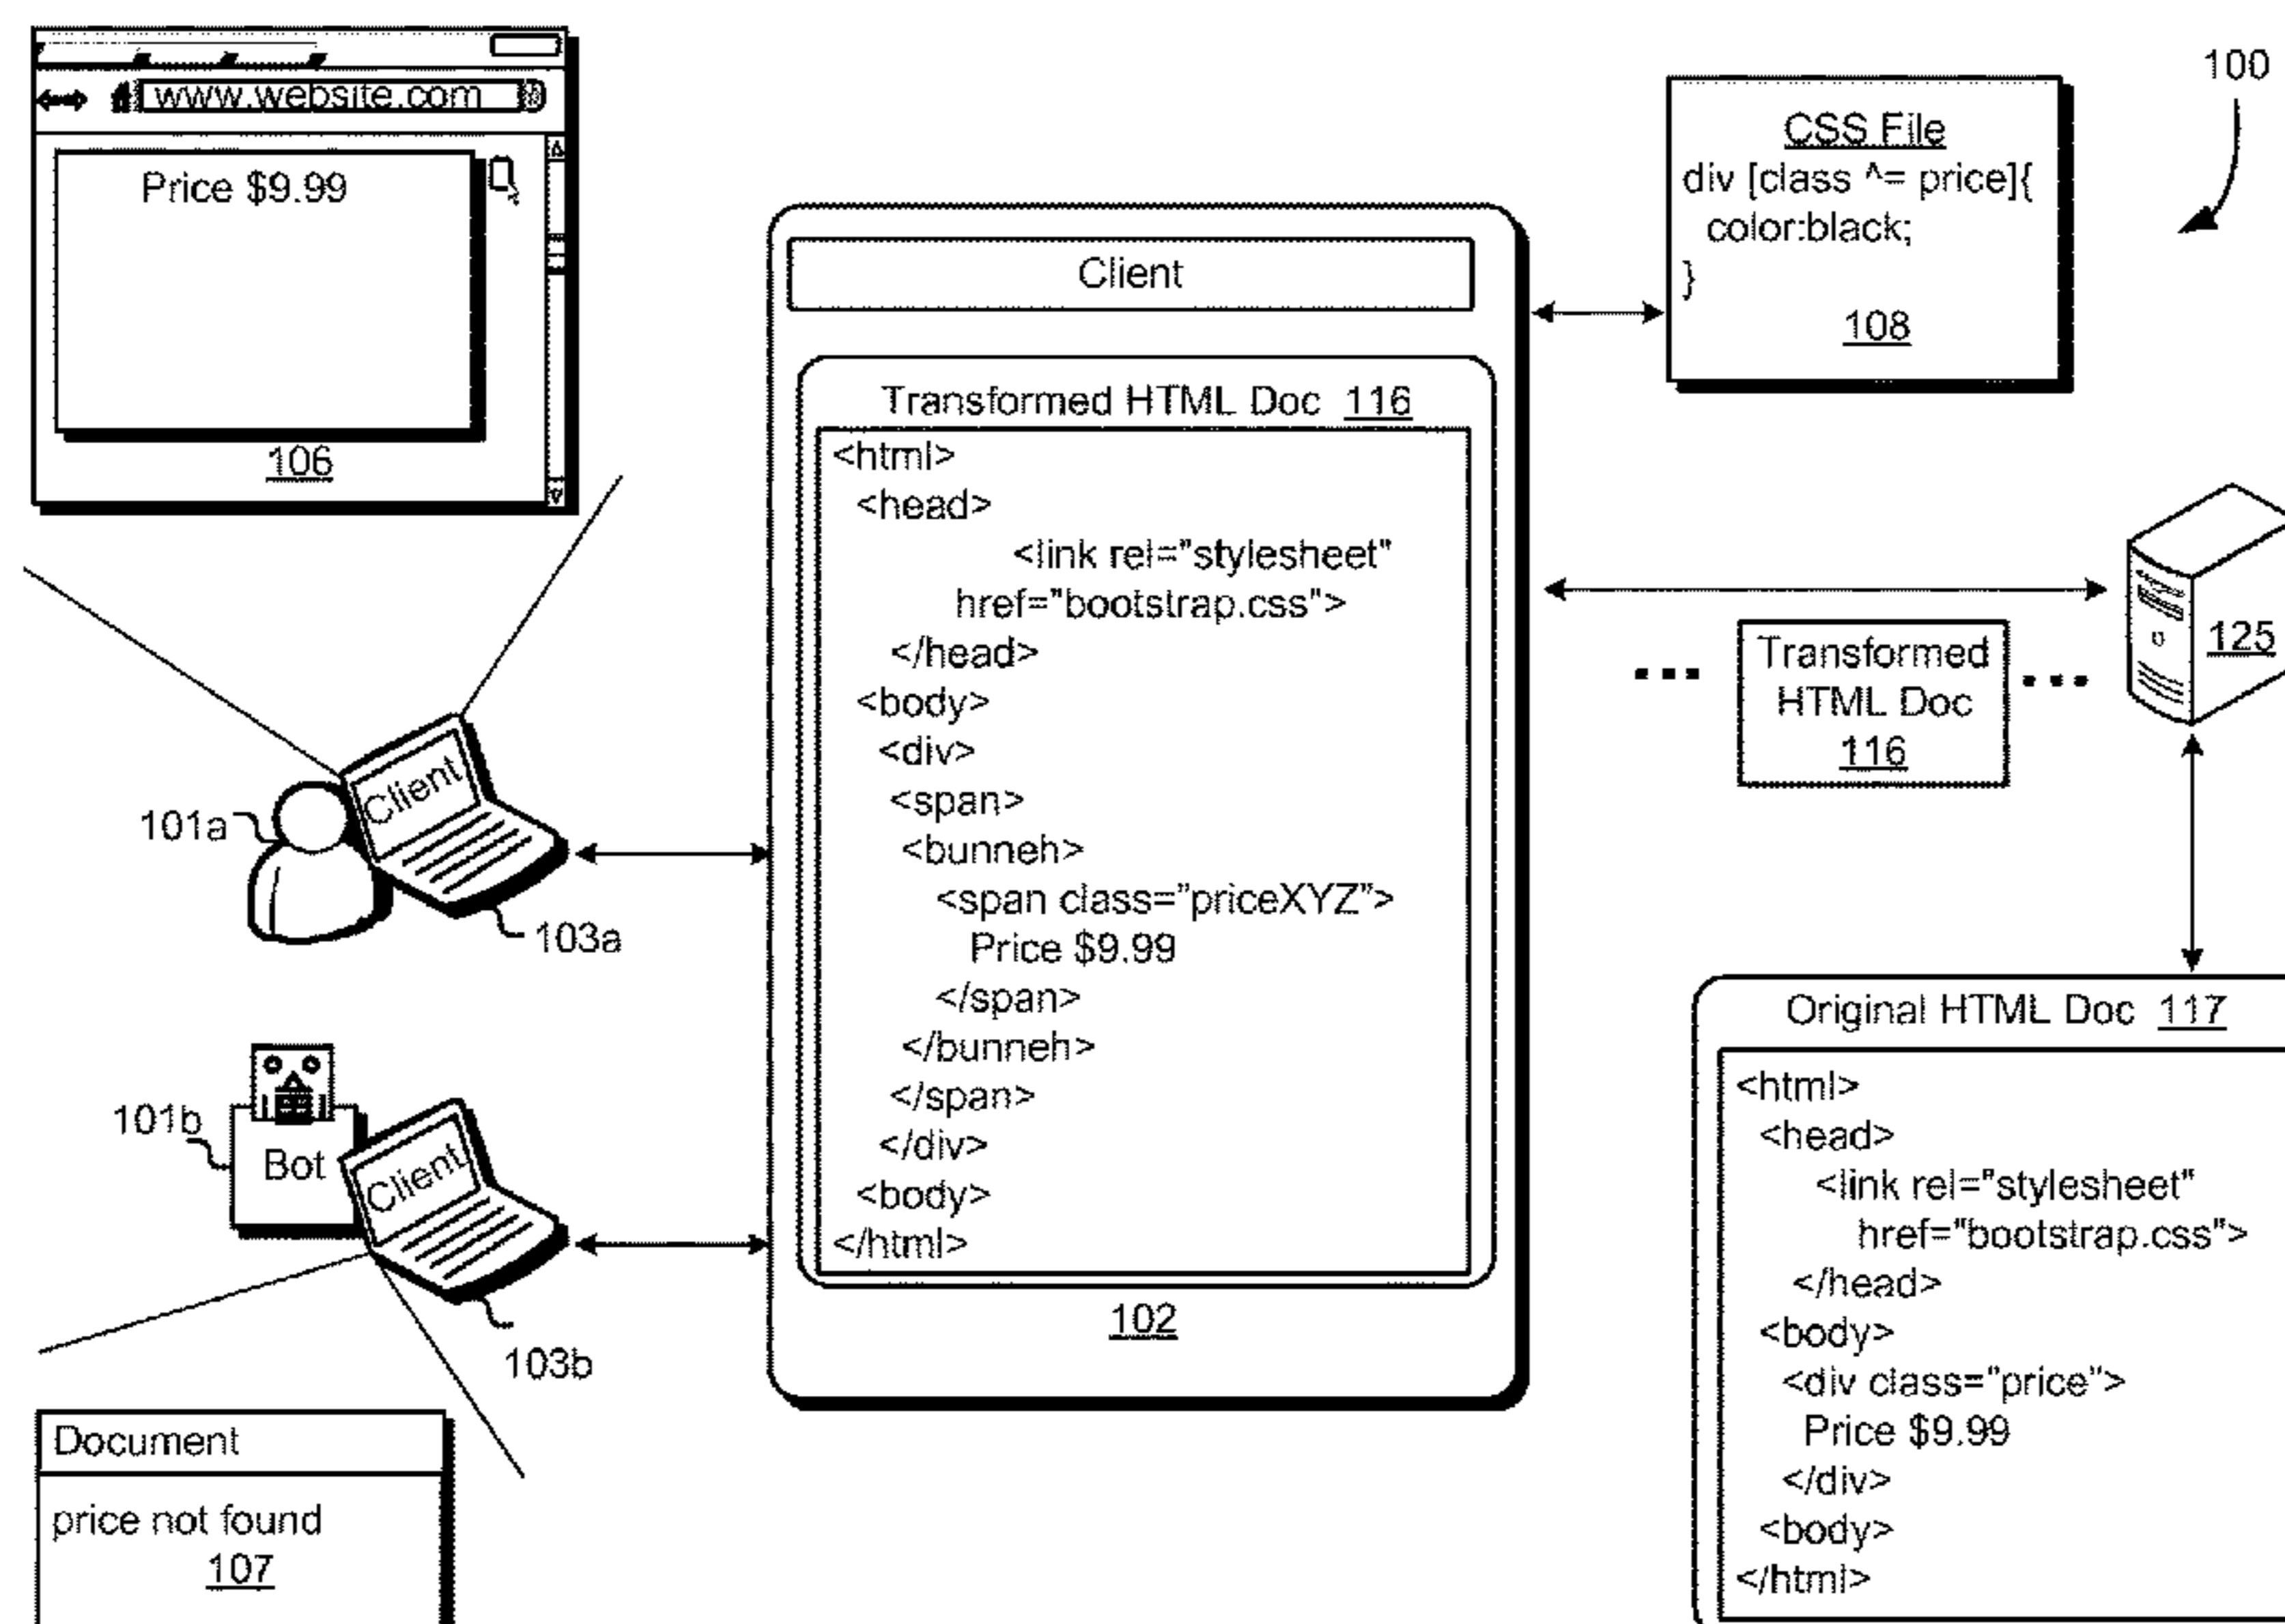 www.website.com
Price $9.99
106
101a
Client
103a
101b
Bot
Client
103b
Document
price not found
107
Client
Transformed HTML Doc 116
<html>
<head>
<link rel="stylesheet"
href="bootstrap.css">
</head>
<body>
<div>
<span>
<bunneh>
<span class="priceXYZ">
Price $9.99
</span>
</bunneh>
</span>
</div>
<body>
</html>
102
100
CSS File
div [class ^= price]{
color:black;
}
108
125
...
Transformed
HTML Doc
116
...
Original HTML Doc 117
<html>
<head>
<link rel="stylesheet"
href="bootstrap.css">
</head>
<body>
<div class="price">
Price $9.99
</div>
<body>
</html>